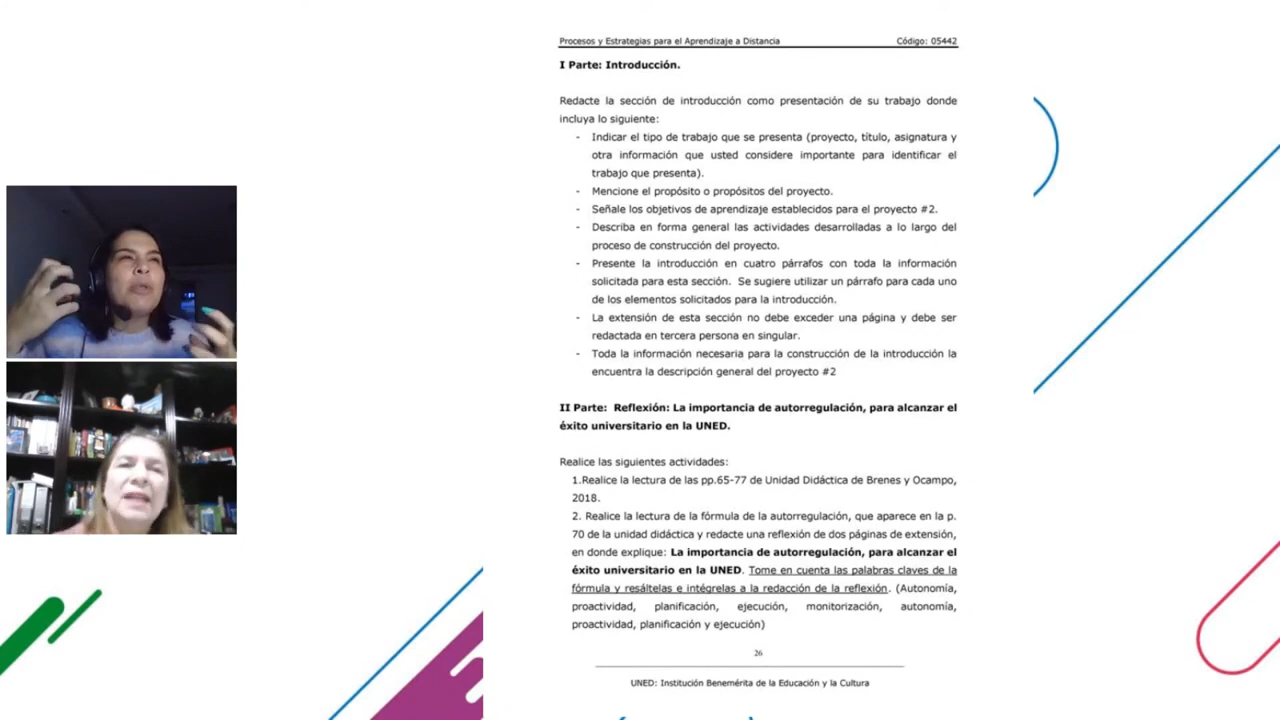 Procesos y Estrategias para el Aprendizaje a Distancia Código: 05442
I Parte: Introducción.
Redacte la sección de introducción como presentación de su trabajo donde
incluya lo siguiente:
- Indicar el tipo de trabajo que se presenta (proyecto, título, asignatura y
otra información que usted considere importante para identificar el
trabajo que presenta).
- Mencione el propósito o propósitos del proyecto.
- Señale los objetivos de aprendizaje establecidos para el proyecto #2.
- Describa en forma general las actividades desarrolladas a lo largo del
proceso de construcción del proyecto.
- Presente la introducción en cuatro párrafos con toda la información
solicitada para esta sección. Se sugiere utilizar un párrafo para cada uno
de los elementos solicitados para la introducción.
- La extensión de esta sección no debe exceder una página y debe ser
redactada en tercera persona en singular.
- Toda la información necesaria para la construcción de la introducción la
encuentra la descripción general del proyecto #2
II Parte: Reflexión: La importancia de autorregulación, para alcanzar el
éxito universitario en la UNED.
Realice las siguientes actividades:
1.Realice la lectura de las pp.65-77 de Unidad Didáctica de Brenes y Ocampo,
2018.
2. Realice la lectura de la fórmula de la autorregulación, que aparece en la p.
70 de la unidad didáctica y redacte una reflexión de dos páginas de extensión,
en donde explique: La importancia de autorregulación, para alcanzar el
éxito universitario en la UNED. Tome en cuenta las palabras claves de la
fórmula y resáltelas e intégrelas a la redacción de la reflexión. (Autonomía,
proactividad, planificación, ejecución, monitorización, autonomía,
proactividad, planificación y ejecución)
26
UNED: Institución Benemérita de la Educación y la Cultura